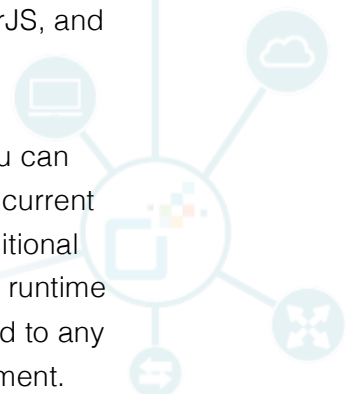 rJS, and
u can
current
itional
runtime
d to any
ment.